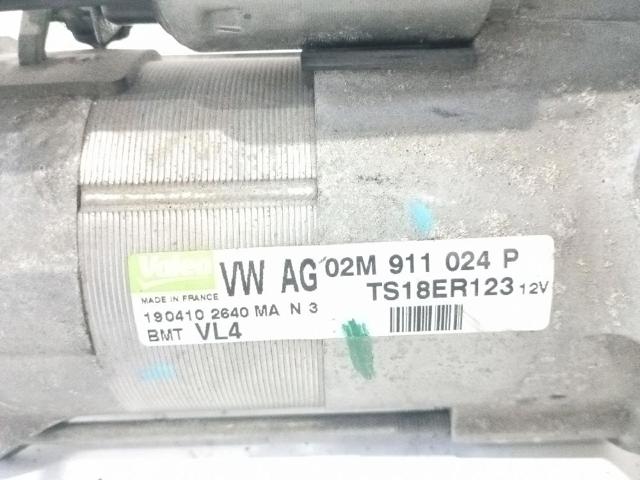 Valeo VW AG 02M 911 024 P
MADE IN FRANCE TS18ER123 12V
190410 2640 MA N 3
BMT VL4